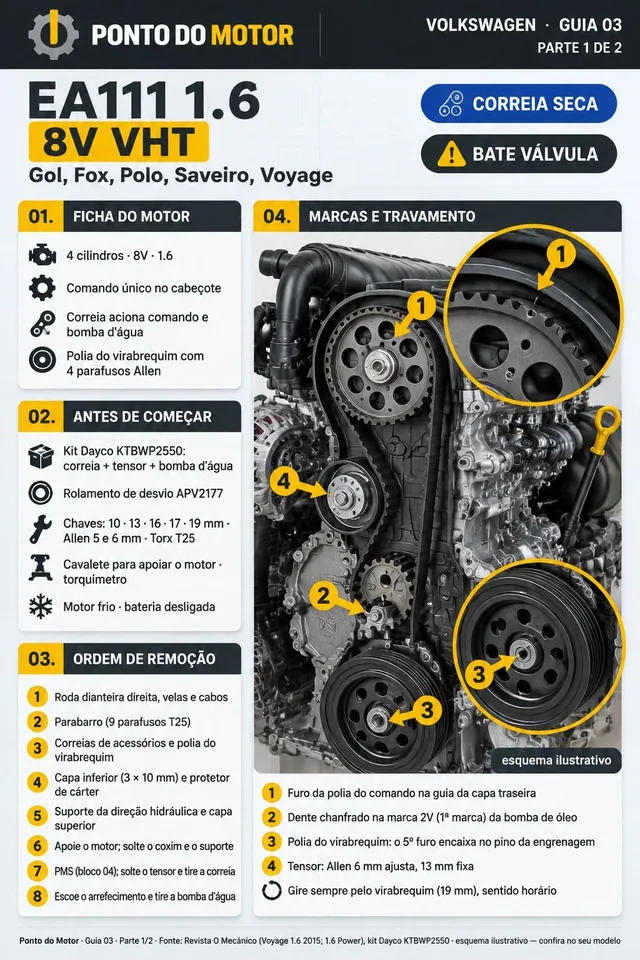 PONTO DO MOTOR
VOLKSWAGEN · GUIA 03
PARTE 1 DE 2
EA111 1.6
8V VHT
Gol, Fox, Polo, Saveiro, Voyage
CORREIA SECA
BATE VÁLVULA
01. FICHA DO MOTOR
4 cilindros · 8V · 1.6
Comando único no cabeçote
Correia aciona comando e
bomba d'água
Polia do virabrequim com
4 parafusos Allen
02. ANTES DE COMEÇAR
Kit Dayco KTBWP2550:
correia + tensor + bomba d'água
Rolamento de desvio APV2177
Chaves: 10 · 13 · 16 · 17 · 19 mm ·
Allen 5 e 6 mm · Torx T25
Cavalete para apoiar o motor ·
torquímetro
Motor frio · bateria desligada
03. ORDEM DE REMOÇÃO
1 Roda dianteira direita, velas e cabos
2 Parabarro (9 parafusos T25)
3 Correias de acessórios e polia do
virabrequim
4 Capa inferior (3 × 10 mm) e protetor
de cárter
5 Suporte da direção hidráulica e capa
superior
6 Apoie o motor; solte o coxim e o suporte
7 PMS (bloco 04); solte o tensor e tire a correia
8 Escoe o arrefecimento e tire a bomba d'água
04. MARCAS E TRAVAMENTO
1
1
4
2
3
3
esquema ilustrativo
1 Furo da polia do comando na guia da capa traseira
2 Dente chanfrado na marca 2V (1ª marca) da bomba de óleo
3 Polia do virabrequim: o 5º furo encaixa no pino da engrenagem
4 Tensor: Allen 6 mm ajusta, 13 mm fixa
Gire sempre pelo virabrequim (19 mm), sentido horário
Ponto do Motor · Guia 03 · Parte 1/2 · Fonte: Revista O Mecánico (Voyage 1.6 2015; 1.6 Power), kit Dayco KTBWP2550 · esquema ilustrativo — confira no seu modelo